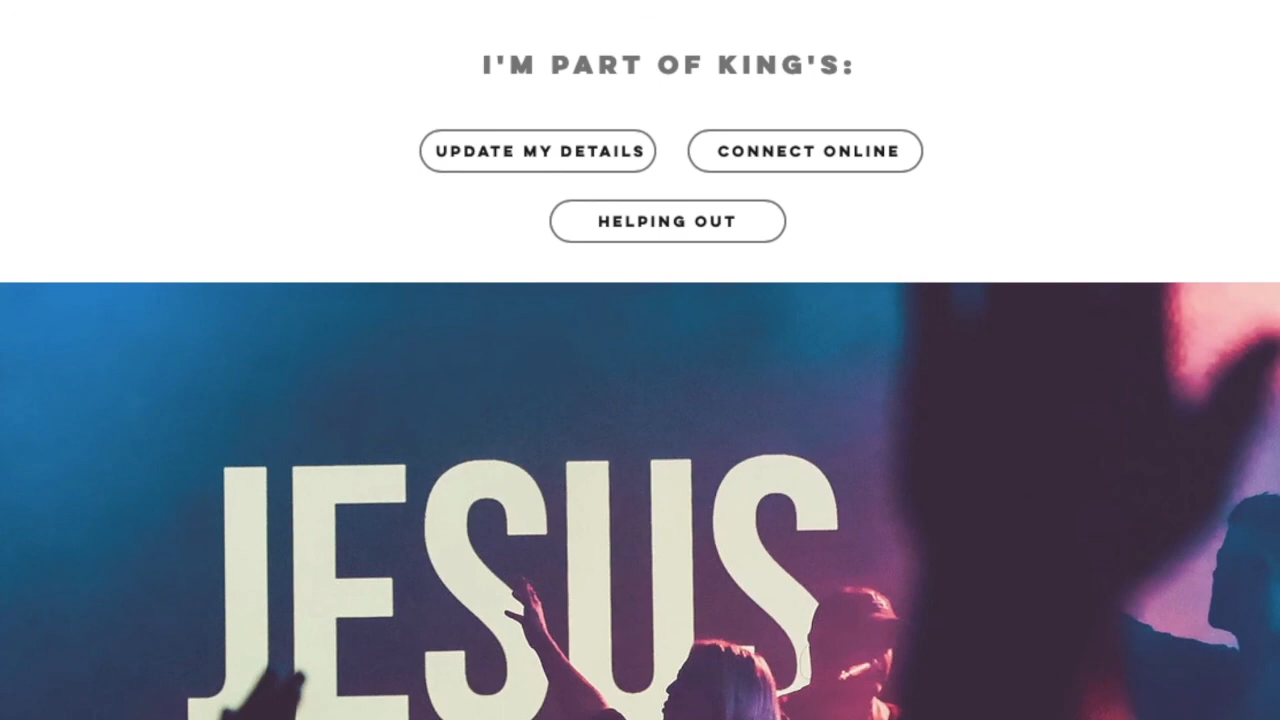 I'M PART OF KING'S:
UPDATE MY DETAILS
CONNECT ONLINE
HELPING OUT
JESUS